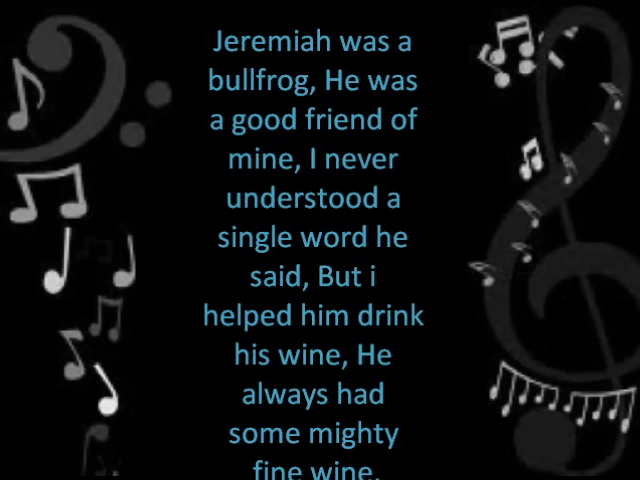 Jeremiah was a
bullfrog, He was
a good friend of
mine, I never
understood a
single word he
said, But i
helped him drink
his wine, He
always had
some mighty
fine wine.